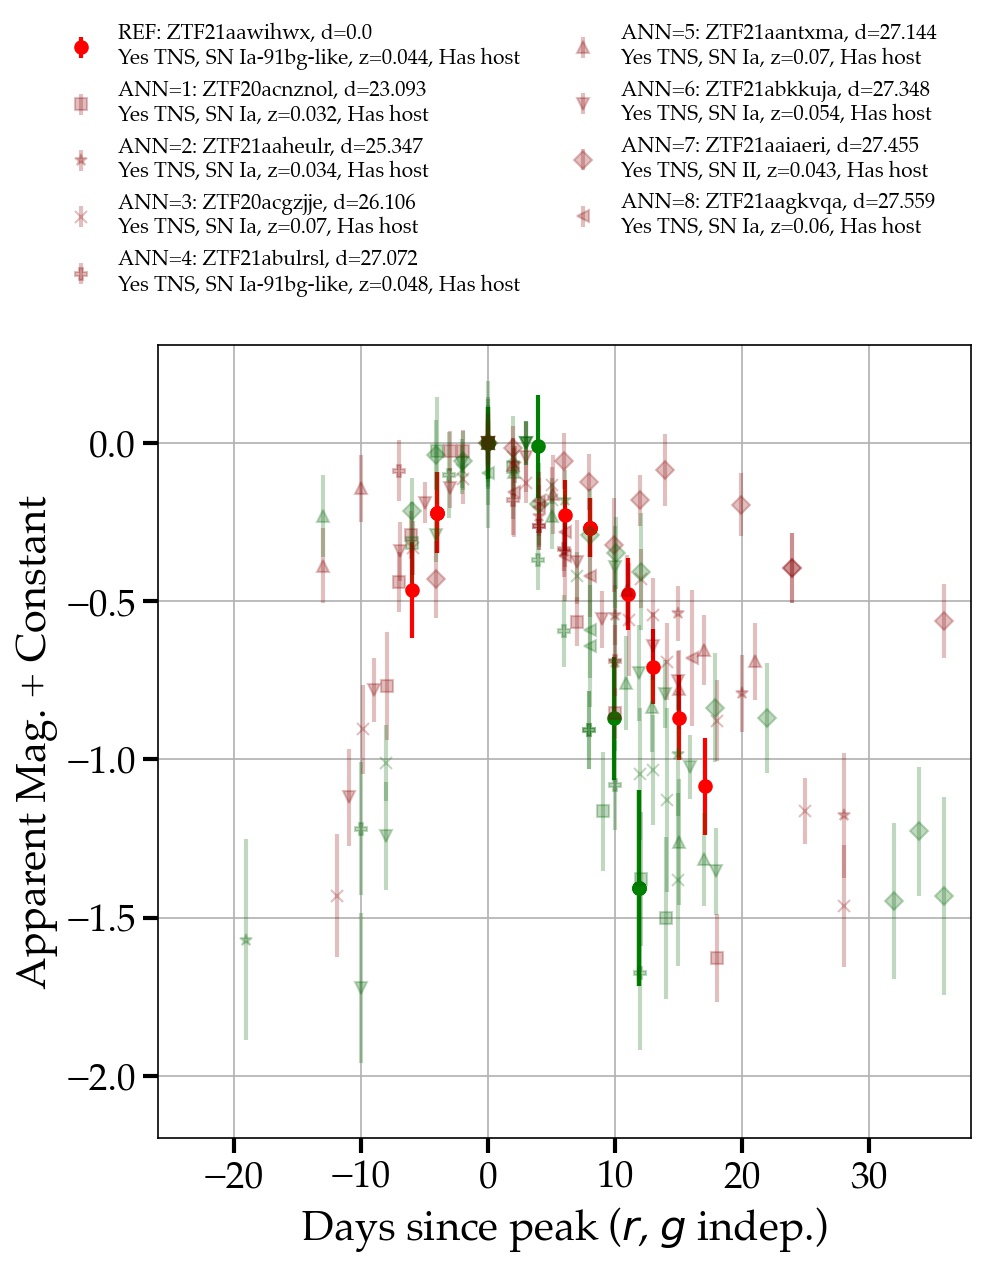 REF: ZTF21aawihwx, d=0.0
Yes TNS, SN Ia-91bg-like, z=0.044, Has host
ANN=1: ZTF20acnznol, d=23.093
Yes TNS, SN Ia, z=0.032, Has host
ANN=2: ZTF21aaheulr, d=25.347
Yes TNS, SN Ia, z=0.034, Has host
ANN=3: ZTF20acgzjje, d=26.106
Yes TNS, SN Ia, z=0.07, Has host
ANN=4: ZTF21abulrsl, d=27.072
Yes TNS, SN Ia-91bg-like, z=0.048, Has host
ANN=5: ZTF21aantxma, d=27.144
Yes TNS, SN Ia, z=0.07, Has host
ANN=6: ZTF21abkkuja, d=27.348
Yes TNS, SN Ia, z=0.054, Has host
ANN=7: ZTF21aaiaeri, d=27.455
Yes TNS, SN II, z=0.043, Has host
ANN=8: ZTF21aagkvqa, d=27.559
Yes TNS, SN Ia, z=0.06, Has host
Apparent Mag. + Constant
0.0
−0.5
−1.0
−1.5
−2.0
−20
−10
0
10
20
30
Days since peak (r, g indep.)